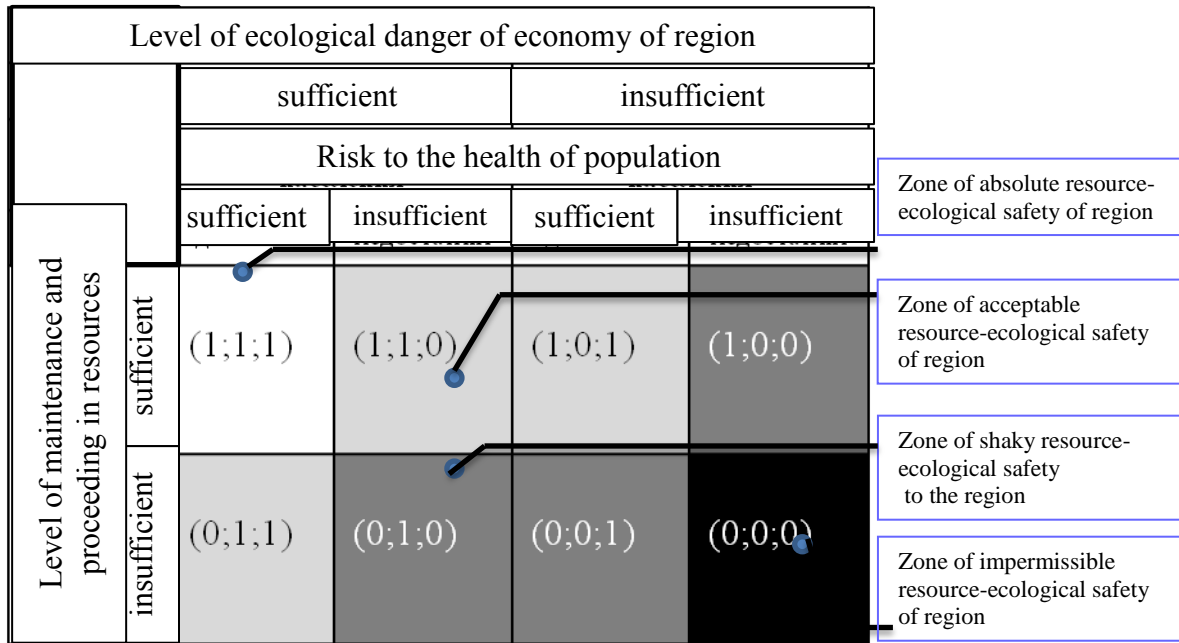 Level of ecological danger of economy of region
sufficient
insufficient
Risk to the health of population
sufficient
insufficient
sufficient
insufficient
Level of maintenance and
proceeding in resources
sufficient
(1;1;1)
(1;1;0)
(1;0;1)
(1;0;0)
insufficient
(0;1;1)
(0;1;0)
(0;0;1)
(0;0;0)
Zone of absolute resource-
ecological safety of region
Zone of acceptable
resource-ecological safety
of region
Zone of shaky resource-
ecological safety
to the region
Zone of impermissible
resource-ecological safety
of region